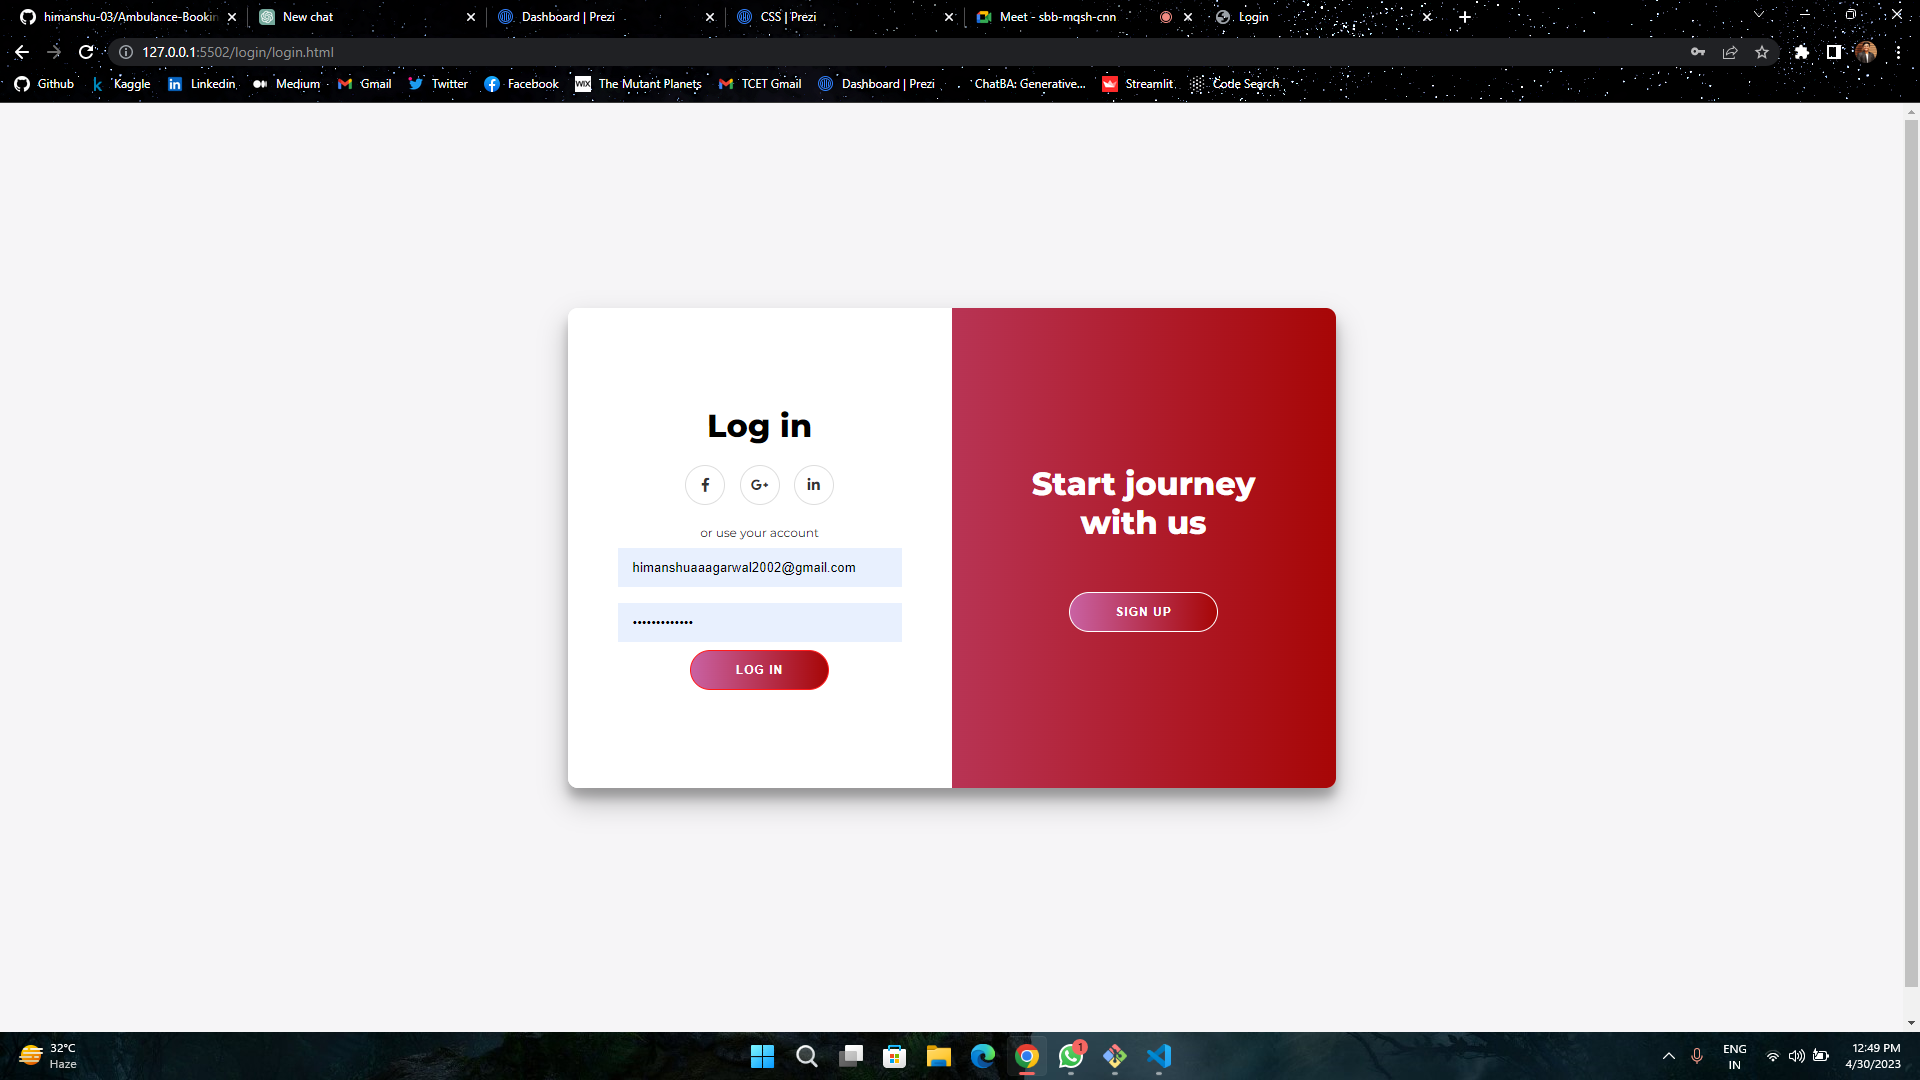 himanshu-03/Ambulance-Bookin
New chat
Dashboard | Prezi
CSS | Prezi
Meet - sbb-mqsh-cnn
Login
127.0.0.1:5502/login/login.html
Github
Kaggle
Linkedin
Medium
Gmail
Twitter
Facebook
WIX
The Mutant Planets
TCET Gmail
Dashboard | Prezi
ChatBA: Generative...
Streamlit
Code Search
Log in
f
G+
in
or use your account
himanshuaaagarwal2002@gmail.com
•••••••••••••
LOG IN
Start journey
with us
SIGN UP
32°C
Haze
1
ENG
IN
12:49 PM
4/30/2023